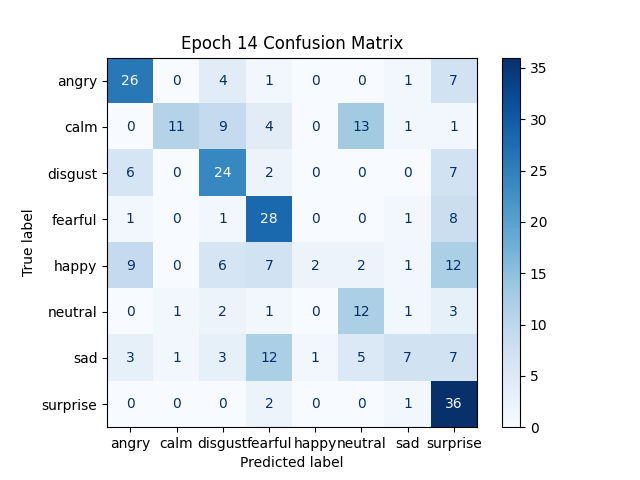 Epoch 14 Confusion Matrix
angry 26 0 4 1 0 0 1 7
calm 0 11 9 4 0 13 1 1
disgust 6 0 24 2 0 0 0 7
fearful 1 0 1 28 0 0 1 8
happy 9 0 6 7 2 2 1 12
neutral 0 1 2 1 0 12 1 3
sad 3 1 3 12 1 5 7 7
surprise 0 0 0 2 0 0 1 36
angry calm disgust fearful happy neutral sad surprise
Predicted label
True label
35
30
25
20
15
10
5
0